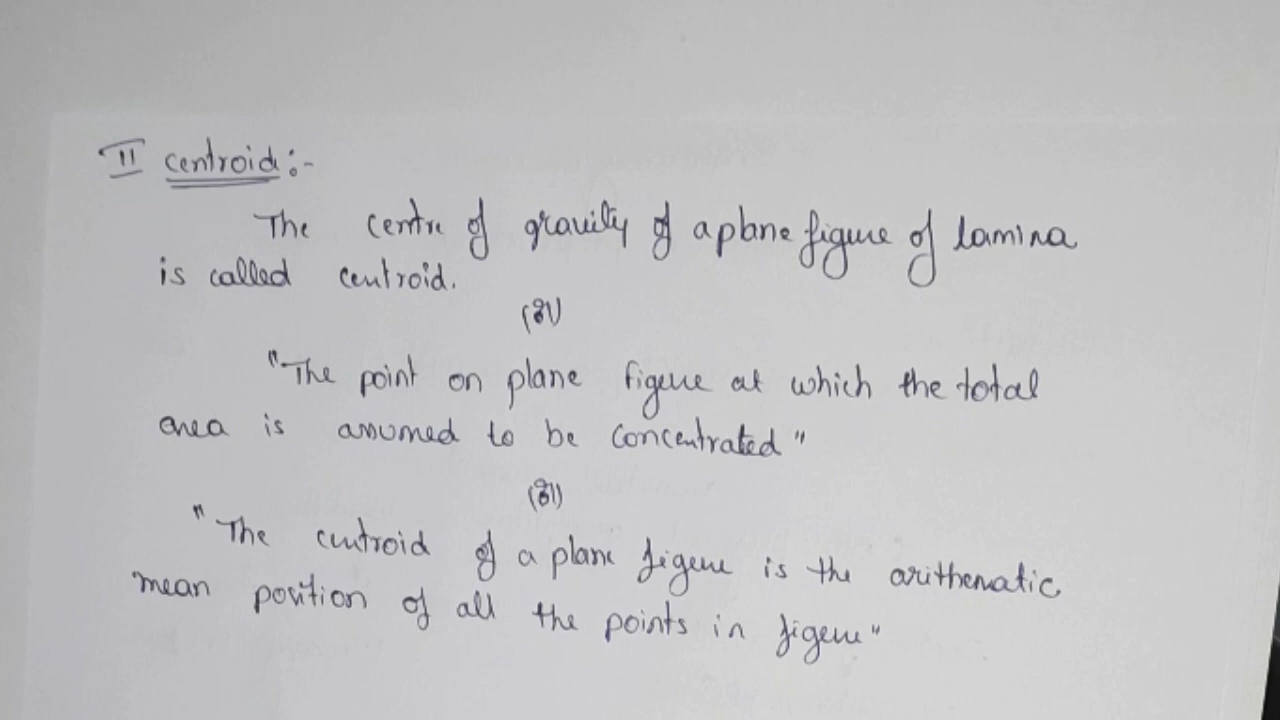 II centroid:-
The centre of gravity of a plane figure of lamina
is called centroid.
(or)
"The point on plane figure at which the total
area is assumed to be concentrated"
(or)
"The centroid of a plane figure is the arithematic
mean position of all the points in figure"